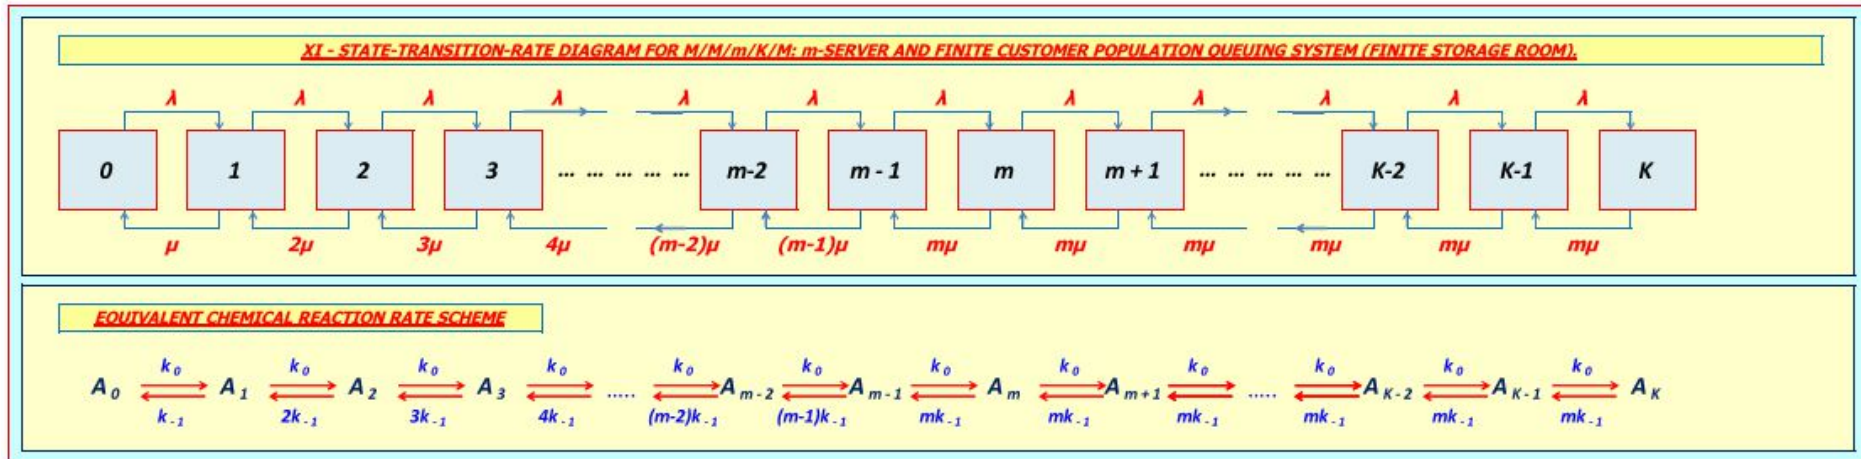 XI - STATE-TRANSITION-RATE DIAGRAM FOR M/M/m/K/M: m-SERVER AND FINITE CUSTOMER POPULATION QUEUING SYSTEM (FINITE STORAGE ROOM).
λ λ λ λ λ λ λ λ λ λ λ λ
0 1 2 3 ... ... ... ... ... m-2 m - 1 m m + 1 ... ... ... ... ... K-2 K-1 K
μ 2μ 3μ 4μ (m-2)μ (m-1)μ mμ mμ mμ mμ mμ mμ
EQUIVALENT CHEMICAL REACTION RATE SCHEME
k₀ k₀ k₀ k₀ k₀ k₀ k₀ k₀ k₀ k₀ k₀ k₀
A₀ A₁ A₂ A₃ ..... Aₘ₋₂ Aₘ₋₁ Aₘ Aₘ₊₁ ..... A_K-2 A_K-1 A_K
k₋₁ 2k₋₁ 3k₋₁ 4k₋₁ (m-2)k₋₁ (m-1)k₋₁ mk₋₁ mk₋₁ mk₋₁ mk₋₁ mk₋₁ mk₋₁